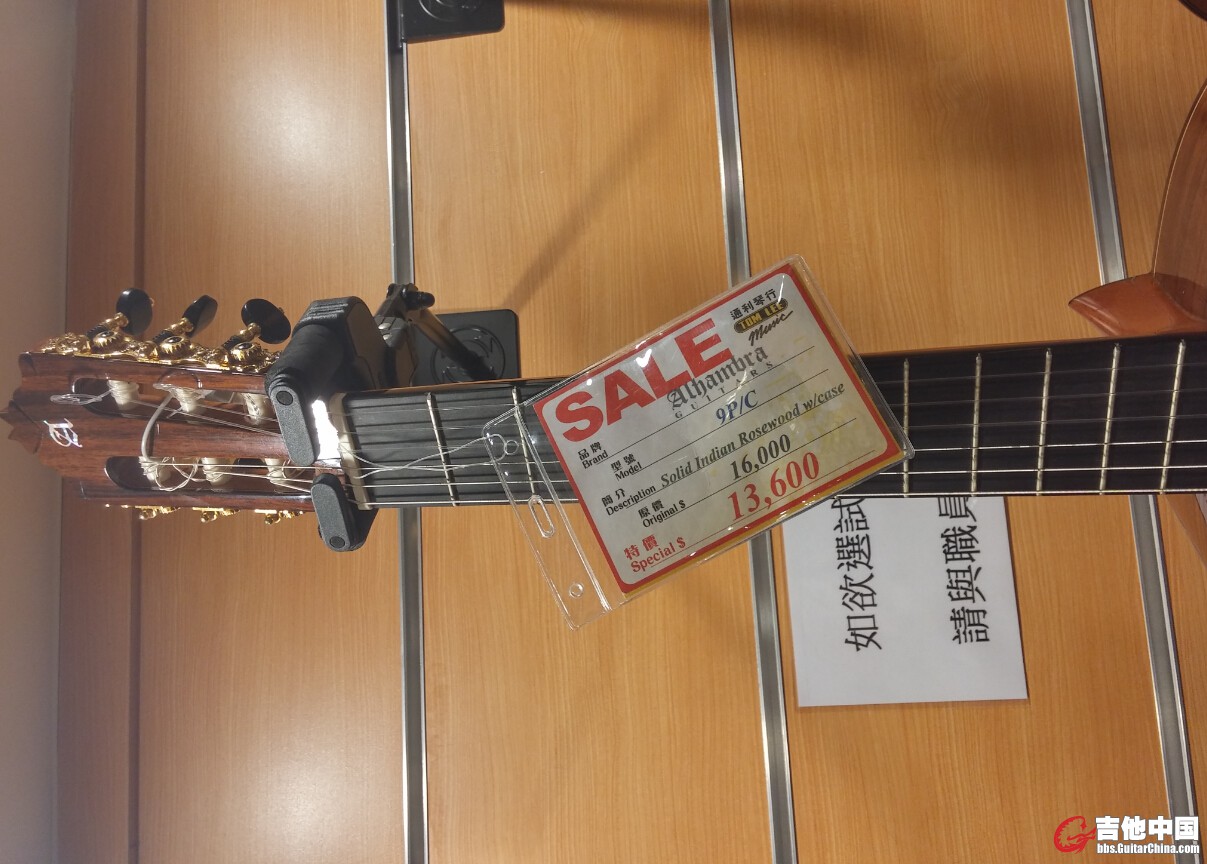 SALE
通利琴行
TOM LEE
Music
品牌
Brand
Alhambra
GUITARS
型號
Model
9P/C
簡介
Description Solid Indian Rosewood w/case
原價
Original $
16,000
特價
Special $
13,600
如欲選試
請與職員
吉他中国
bbs.GuitarChina.com